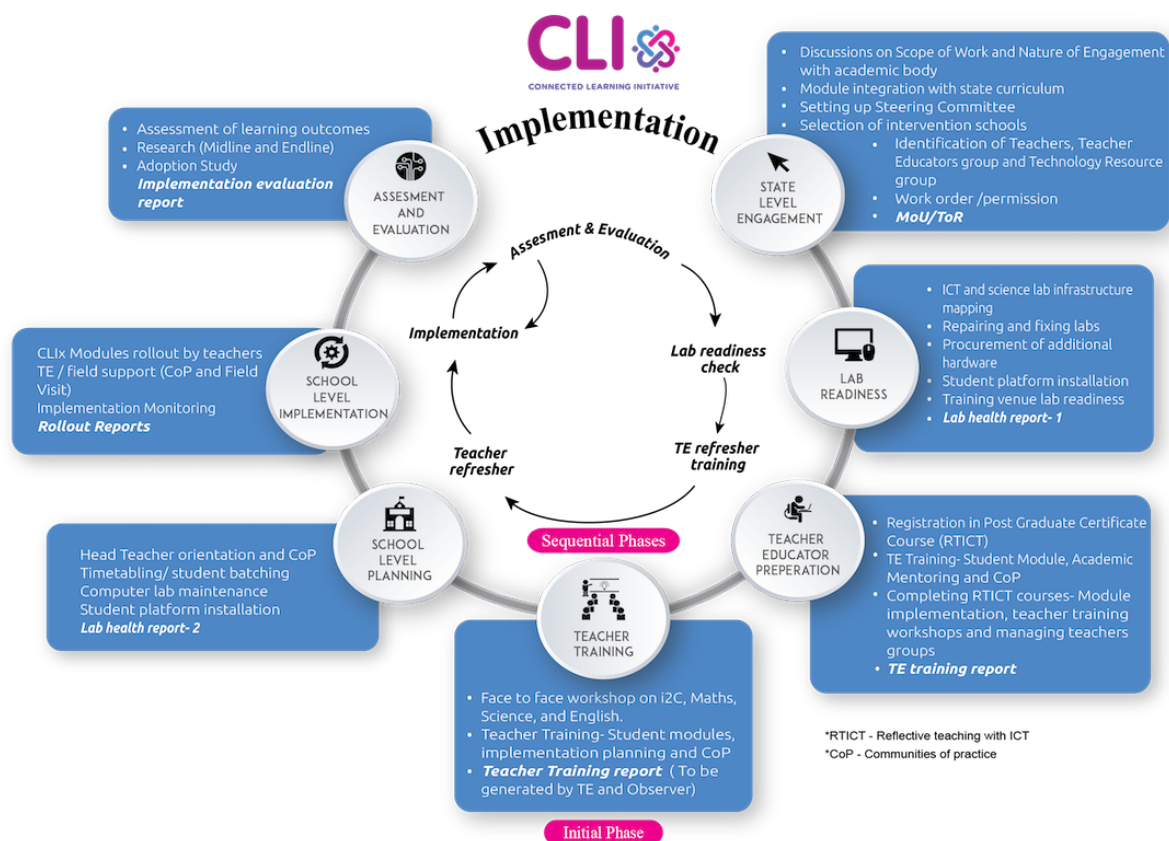 CLI
CONNECTED LEARNING INITIATIVE
Implementation
• Discussions on Scope of Work and Nature of Engagement
with academic body
• Module integration with state curriculum
• Setting up Steering Committee
• Selection of intervention schools
• Identification of Teachers, Teacher
Educators group and Technology Resource
group
• Work order /permission
• MoU/ToR
STATE
LEVEL
ENGAGEMENT
• ICT and science lab infrastructure
mapping
• Repairing and fixing labs
• Procurement of additional
hardware
• Student platform installation
• Training venue lab readiness
• Lab health report- 1
LAB
READINESS
• Registration in Post Graduate Certificate
Course (RTICT)
• TE Training- Student Module, Academic
Mentoring and CoP
• Completing RTICT courses- Module
implementation, teacher training
workshops and managing teachers
groups
• TE training report
TEACHER
EDUCATOR
PREPERATION
• Face to face workshop on i2C, Maths,
Science, and English.
• Teacher Training- Student modules,
implementation planning and CoP
• Teacher Training report ( To be
generated by TE and Observer)
TEACHER
TRAINING
Initial Phase
Head Teacher orientation and CoP
Timetabling/ student batching
Computer lab maintenance
Student platform installation
Lab health report- 2
SCHOOL
LEVEL
PLANNING
CLIx Modules rollout by teachers
TE / field support (CoP and Field
Visit)
Implementation Monitoring
Rollout Reports
SCHOOL
LEVEL
IMPLEMENTATION
• Assessment of learning outcomes
• Research (Midline and Endline)
• Adoption Study
Implementation evaluation
report
ASSESMENT
AND
EVALUATION
Assesment & Evaluation
Lab readiness
check
TE refresher
training
Teacher
refresher
Implementation
Sequential Phases
*RTICT - Reflective teaching with ICT
*CoP - Communities of practice